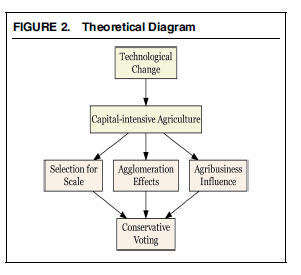 FIGURE 2. Theoretical Diagram
Technological
Change
Capital-intensive Agriculture
Selection for
Scale
Agglomeration
Effects
Agribusiness
Influence
Conservative
Voting